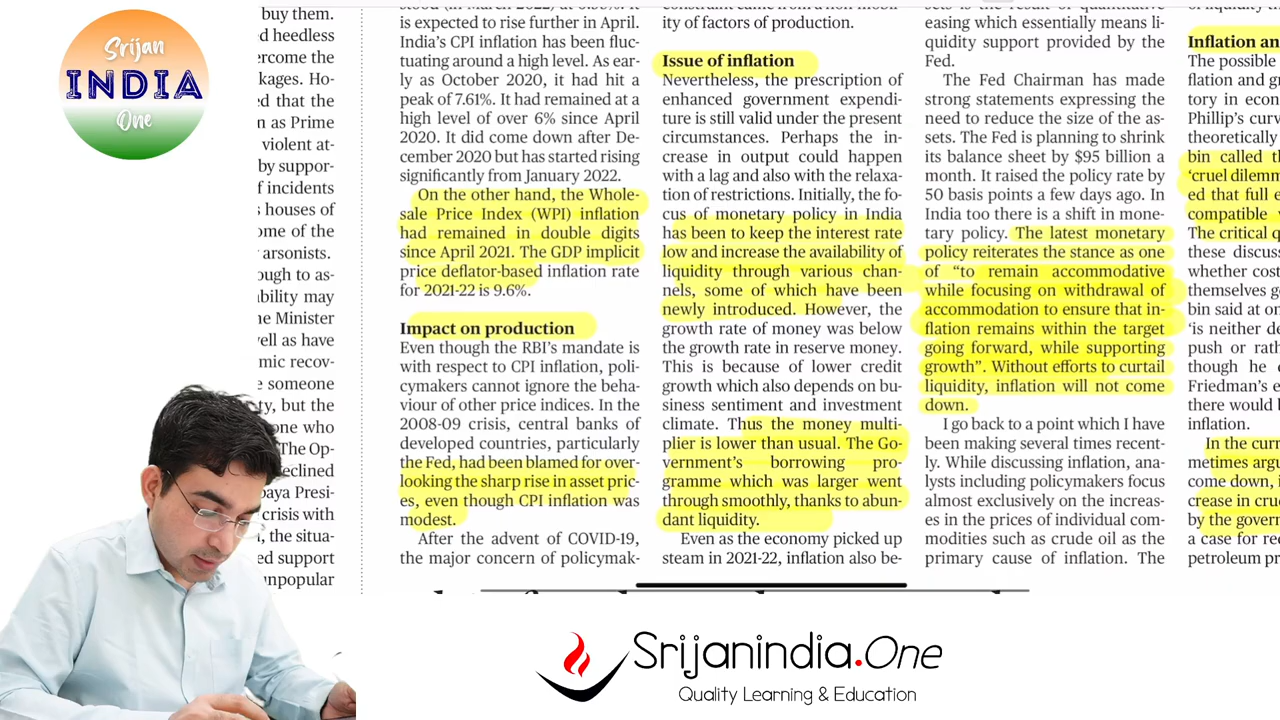 Srijan
INDIA
One
buy them.
d heedless
ercome the
kages. Ho-
ed that the
n as Prime
violent at-
by suppor-
f incidents
s houses of
ome of the
arsonists.
ough to as-
bility may
ne Minister
vell as have
mic recov-
e someone
ty, but the
one who
The Op-
eclined
paya Presi-
crisis with
, the situa-
ed support
unpopular
is expected to rise further in April.
India's CPI inflation has been fluc-
tuating around a high level. As ear-
ly as October 2020, it had hit a
peak of 7.61%. It had remained at a
high level of over 6% since April
2020. It did come down after De-
cember 2020 but has started rising
significantly from January 2022.
On the other hand, the Whole-
sale Price Index (WPI) inflation
had remained in double digits
since April 2021. The GDP implicit
price deflator-based inflation rate
for 2021-22 is 9.6%.
Impact on production
Even though the RBI's mandate is
with respect to CPI inflation, poli-
cymakers cannot ignore the beha-
viour of other price indices. In the
2008-09 crisis, central banks of
developed countries, particularly
the Fed, had been blamed for over-
looking the sharp rise in asset pric-
es, even though CPI inflation was
modest.
After the advent of COVID-19,
the major concern of policymak-
ity of factors of production.
Issue of inflation
Nevertheless, the prescription of
enhanced government expendi-
ture is still valid under the present
circumstances. Perhaps the in-
crease in output could happen
with a lag and also with the relaxa-
tion of restrictions. Initially, the fo-
cus of monetary policy in India
has been to keep the interest rate
low and increase the availability of
liquidity through various chan-
nels, some of which have been
newly introduced. However, the
growth rate of money was below
the growth rate in reserve money.
This is because of lower credit
growth which also depends on bu-
siness sentiment and investment
climate. Thus the money multi-
plier is lower than usual. The Go-
vernment's borrowing pro-
gramme which was larger went
through smoothly, thanks to abun-
dant liquidity.
Even as the economy picked up
steam in 2021-22, inflation also be-
easing which essentially means li-
quidity support provided by the
Fed.
The Fed Chairman has made
strong statements expressing the
need to reduce the size of the as-
sets. The Fed is planning to shrink
its balance sheet by $95 billion a
month. It raised the policy rate by
50 basis points a few days ago. In
India too there is a shift in mone-
tary policy. The latest monetary
policy reiterates the stance as one
of “to remain accommodative
while focusing on withdrawal of
accommodation to ensure that in-
flation remains within the target
going forward, while supporting
growth”. Without efforts to curtail
liquidity, inflation will not come
down.
I go back to a point which I have
been making several times recent-
ly. While discussing inflation, ana-
lysts including policymakers focus
almost exclusively on the increas-
es in the prices of individual com-
modities such as crude oil as the
primary cause of inflation. The
Inflation an
The possible
flation and gr
tory in econ
Phillip's curv
theoretically
bin called th
‘cruel dilemm
ed that full e
compatible
The critical q
these discus
whether cost
themselves g
bin said at on
‘is neither de
push or rath
though he
Friedman's e
there would
inflation.
In the curr
metimes argu
come down, i
crease in cru
by the govern
a case for re
petroleum pr
Srijanindia.One
Quality Learning & Education